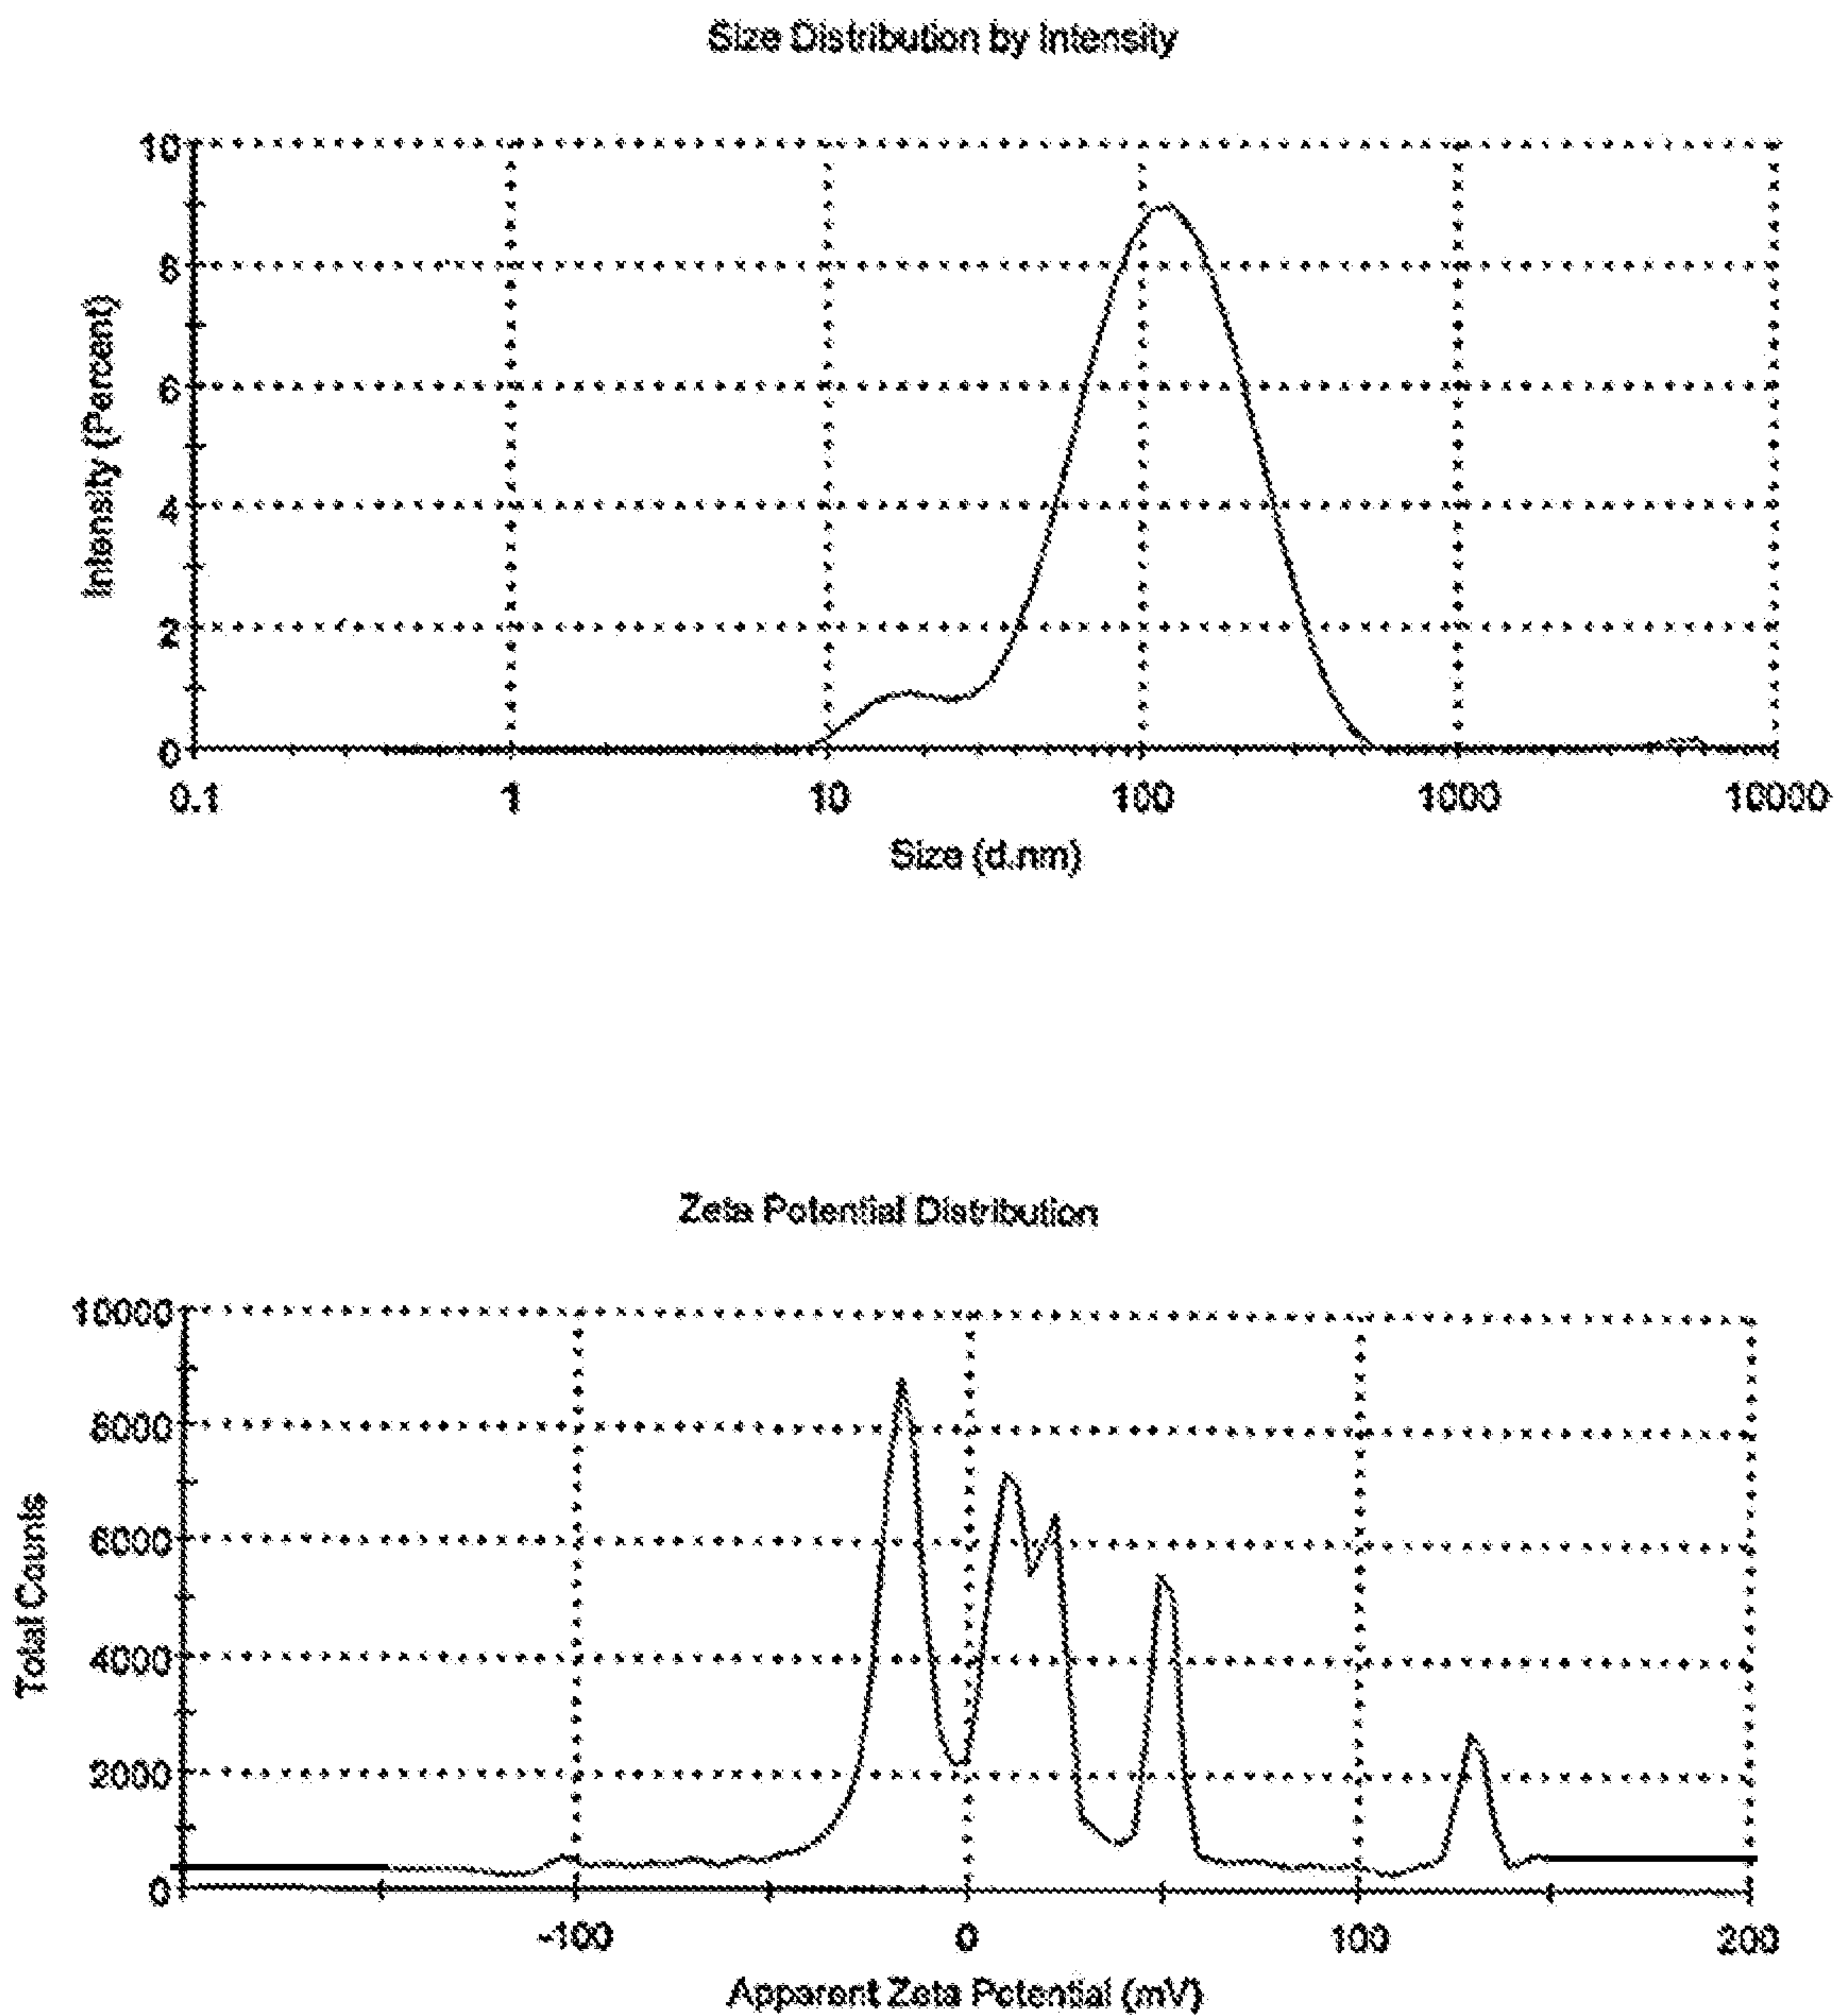 Size Distribution by Intensity
10
8
6
4
2
0
Intensity (Percent)
0.1 1 10 100 1000 10000
Size (d.nm)
Zeta Potential Distribution
10000
8000
6000
4000
2000
0
Total Counts
-100 0 100 200
Apparent Zeta Potential (mV)